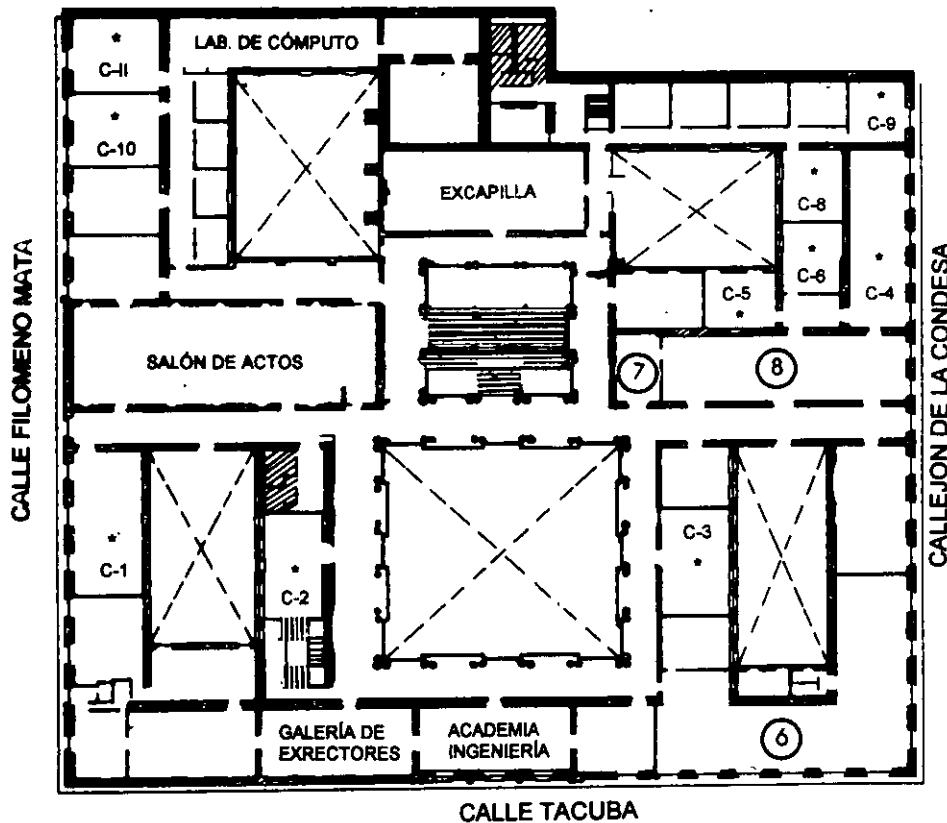 LAB. DE CÓMPUTO
* C-11
* C-10
* C-9
EXCAPILLA
* C-8
* C-6
* C-4
C-5 *
CALLE FILOMENO MATA
SALÓN DE ACTOS
7
8
CALLEJON DE LA CONDESA
* C-1
* C-2
C-3 *
GALERÍA DE
EXRECTORES
ACADEMIA
INGENIERÍA
6
CALLE TACUBA